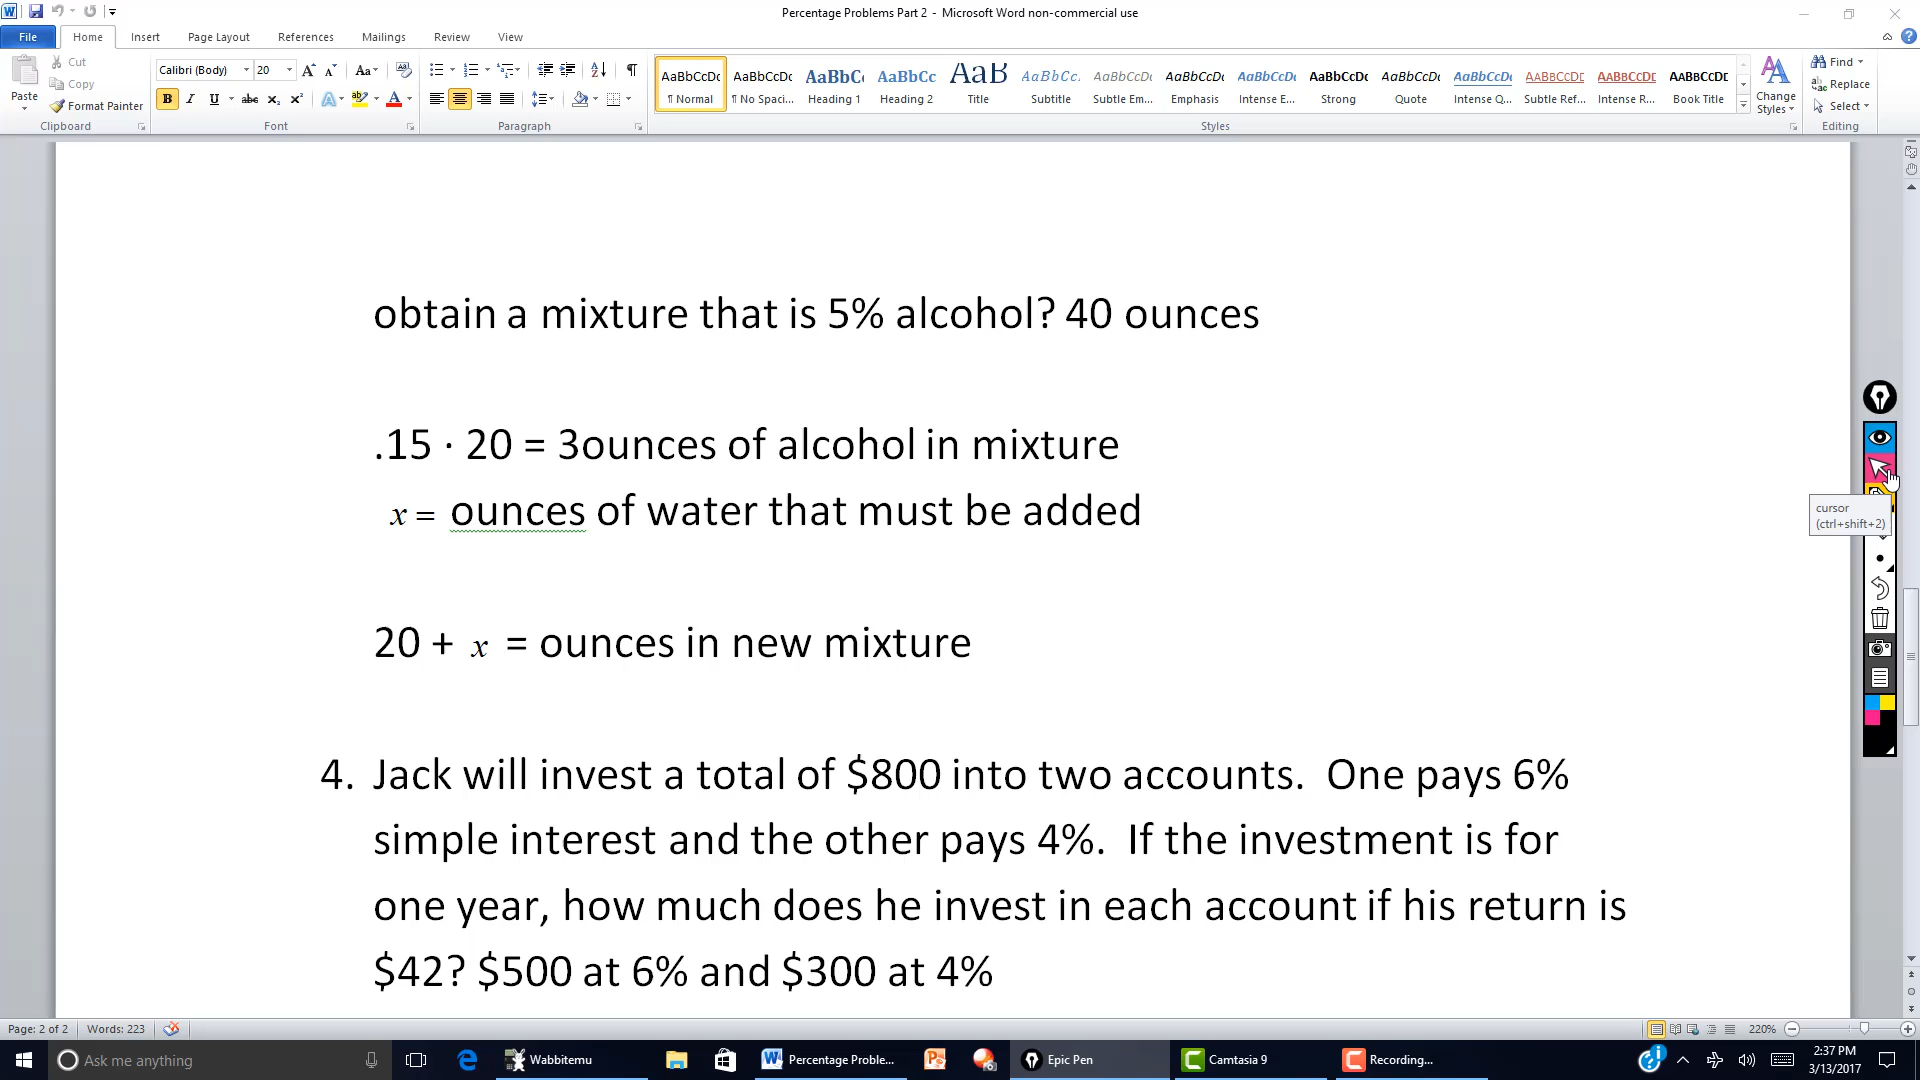 Percentage Problems Part 2 - Microsoft Word non-commercial use
File Home Insert Page Layout References Mailings Review View
Paste
Cut
Copy
Format Painter
Clipboard
Calibri (Body) 20
Font
Paragraph
AaBbCcDc AaBbCcDc AaBbC AaBbCc AaB AaBbCc. AaBbCcDc AaBbCcDc AaBbCcDc AaBbCcDc AaBbCcDc AaBbCcDc AaBbCcDc AaBbCcDc AaBbCcDc
¶ Normal ¶ No Spaci... Heading 1 Heading 2 Title Subtitle Subtle Em... Emphasis Intense E... Strong Quote Intense Q... Subtle Ref... Intense R... Book Title
Styles
Change
Styles
Find
Replace
Select
Editing
obtain a mixture that is 5% alcohol? 40 ounces
.15 · 20 = 3ounces of alcohol in mixture
x = ounces of water that must be added
20 + x = ounces in new mixture
4. Jack will invest a total of $800 into two accounts. One pays 6%
simple interest and the other pays 4%. If the investment is for
one year, how much does he invest in each account if his return is
$42? $500 at 6% and $300 at 4%
cursor
(ctrl+shift+2)
Page: 2 of 2 Words: 223 220%
Ask me anything Wabbitemu Percentage Proble... Epic Pen Camtasia 9 Recording...
2:37 PM
3/13/2017